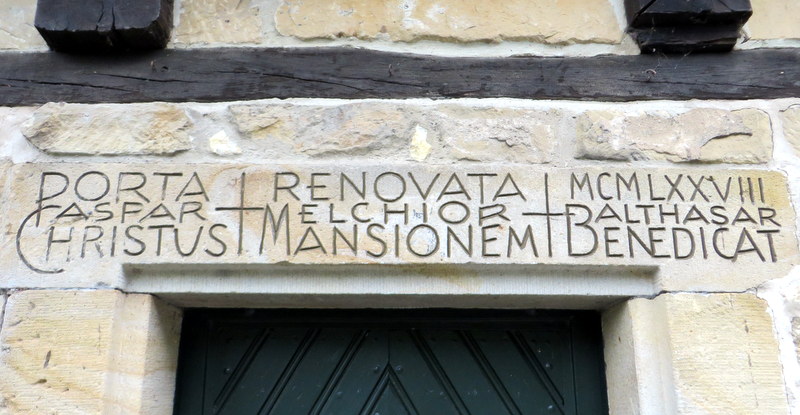 PORTA RENOVATA MCMLXXVIII
CASPAR + MELCHIOR + BALTHASAR
CHRISTUS MANSIONEM BENEDICAT